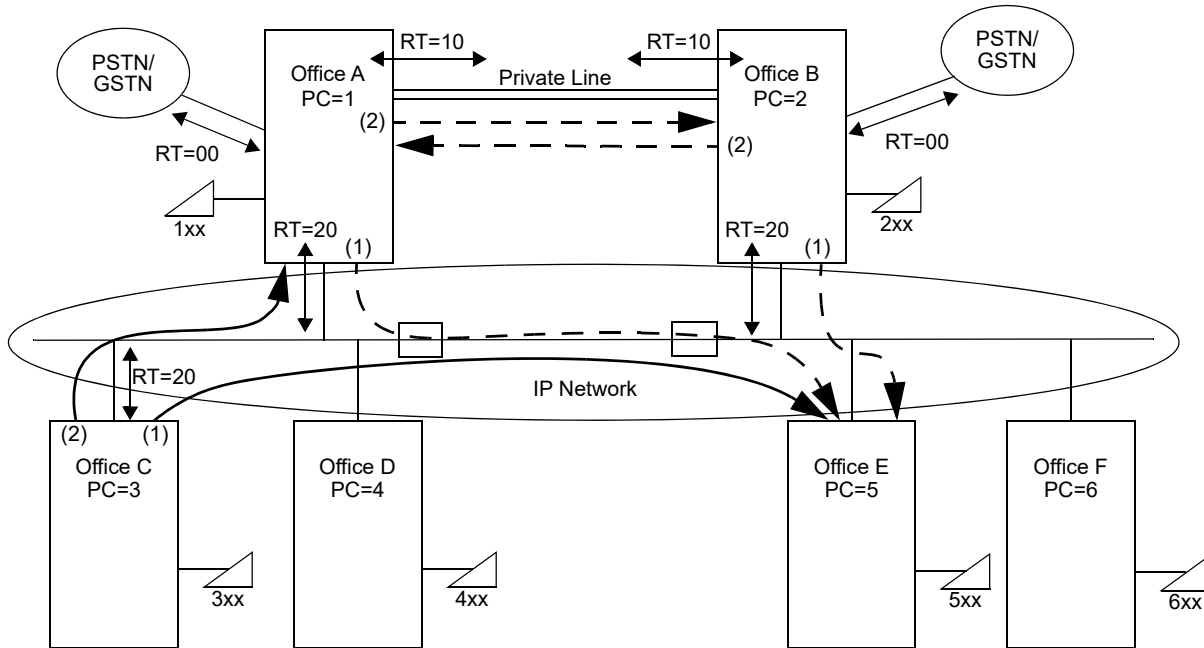 PSTN/
GSTN
RT=00
Office A
PC=1
RT=10
Private Line
RT=10
Office B
PC=2
PSTN/
GSTN
RT=00
(2)
(2)
1xx
2xx
RT=20
(1)
RT=20
(1)
RT=20
IP Network
(2)
(1)
Office C
PC=3
3xx
Office D
PC=4
4xx
Office E
PC=5
5xx
Office F
PC=6
6xx